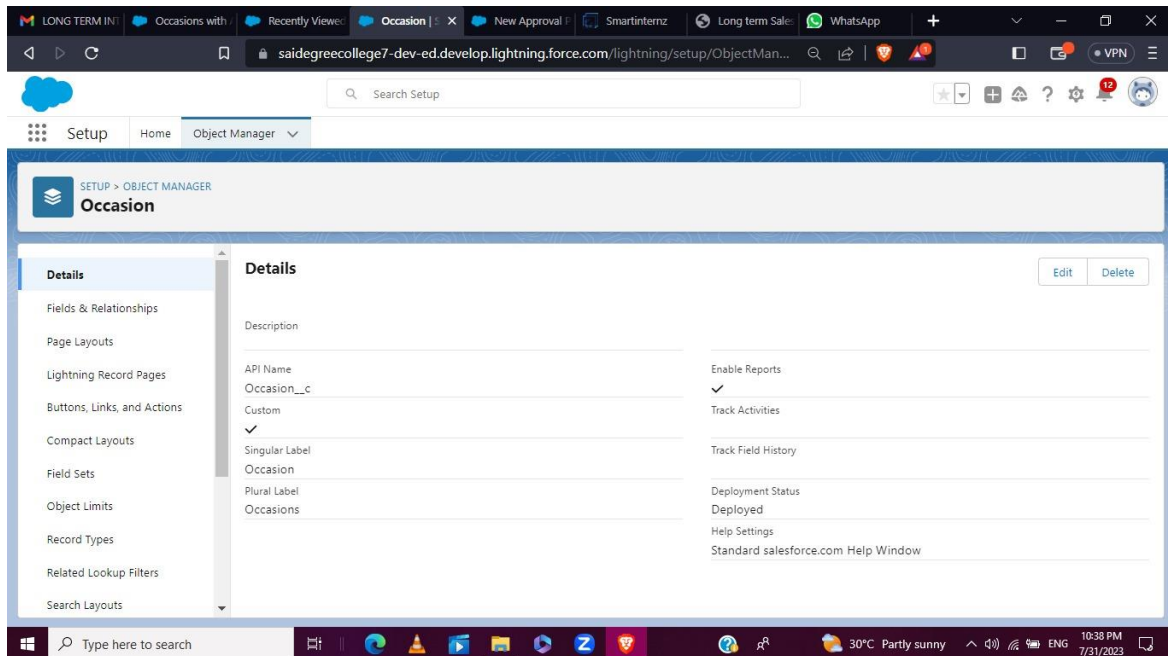 LONG TERM INT
Occasions with A
Recently Viewed
Occasion | S
New Approval P
Smartinternz
Long term Sales
WhatsApp
saidegreecollege7-dev-ed.develop.lightning.force.com/lightning/setup/ObjectMan...
VPN
Search Setup
12
Setup
Home
Object Manager
SETUP > OBJECT MANAGER
Occasion
Details
Fields & Relationships
Page Layouts
Lightning Record Pages
Buttons, Links, and Actions
Compact Layouts
Field Sets
Object Limits
Record Types
Related Lookup Filters
Search Layouts
Details
Edit
Delete
Description
API Name
Occasion__c
Custom
Singular Label
Occasion
Plural Label
Occasions
Enable Reports
Track Activities
Track Field History
Deployment Status
Deployed
Help Settings
Standard salesforce.com Help Window
Type here to search
30°C Partly sunny
ENG
10:38 PM
7/31/2023